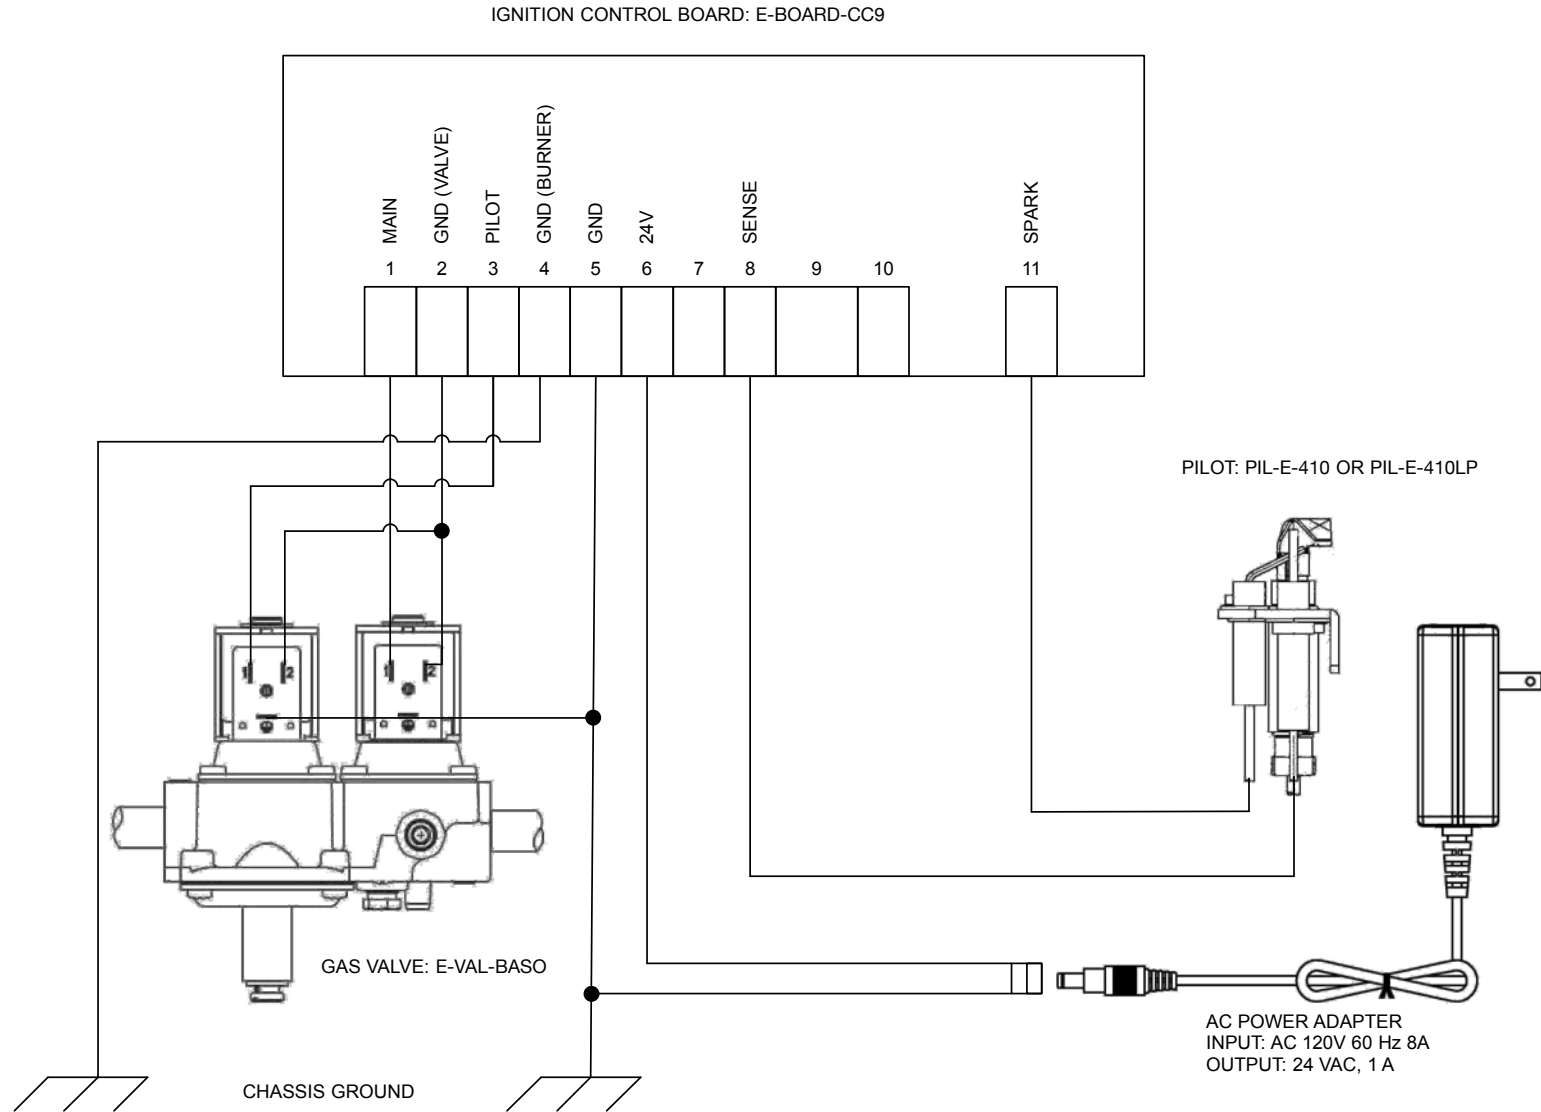 IGNITION CONTROL BOARD: E-BOARD-CC9
MAIN
GND (VALVE)
PILOT
GND (BURNER)
GND
24V
SENSE
SPARK
1 2 3 4 5 6 7 8 9 10 11
PILOT: PIL-E-410 OR PIL-E-410LP
1 2 1 2
GAS VALVE: E-VAL-BASO
AC POWER ADAPTER
INPUT: AC 120V 60 Hz 8A
OUTPUT: 24 VAC, 1 A
CHASSIS GROUND